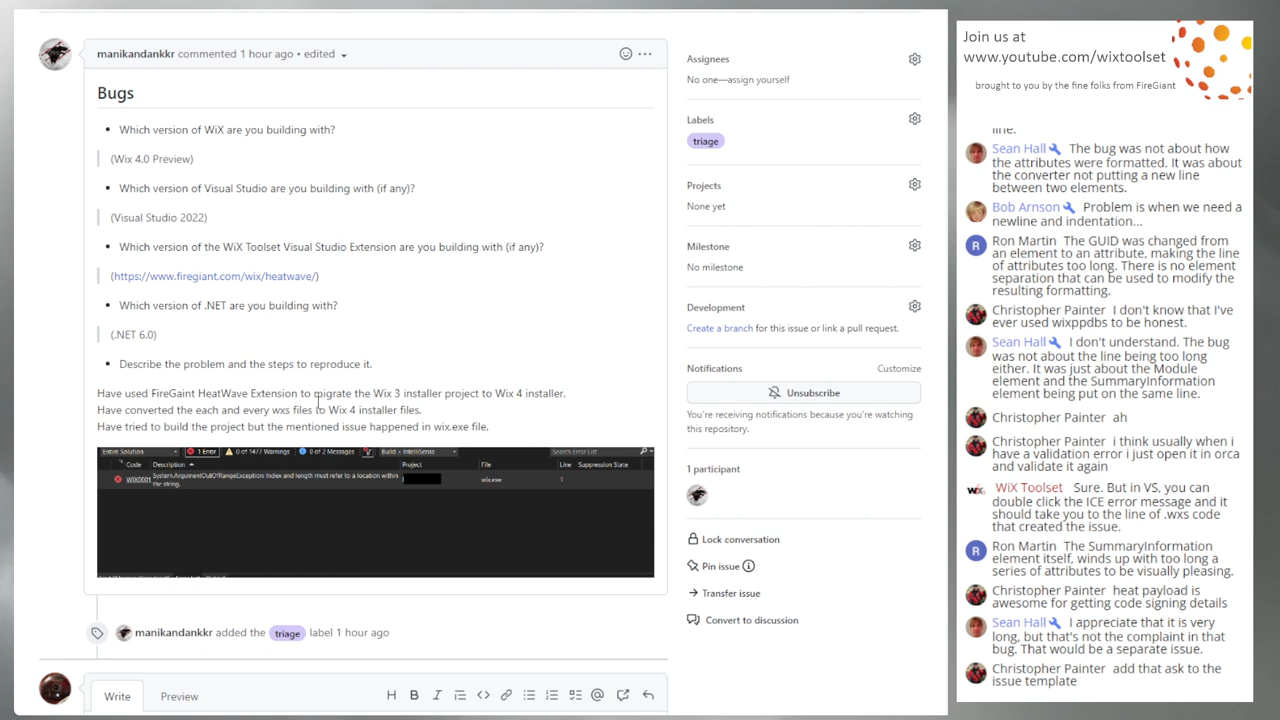 manikandankkr commented 1 hour ago • edited
Bugs
• Which version of WiX are you building with?
(Wix 4.0 Preview)
• Which version of Visual Studio are you building with (if any)?
(Visual Studio 2022)
• Which version of the WiX Toolset Visual Studio Extension are you building with (if any)?
(https://www.firegiant.com/wix/heatwave/)
• Which version of .NET are you building with?
(.NET 6.0)
• Describe the problem and the steps to reproduce it.
Have used FireGaint HeatWave Extension to migrate the Wix 3 installer project to Wix 4 installer.
Have converted the each and every wxs files to Wix 4 installer files.
Have tried to build the project but the mentioned issue happened in wix.exe file.
Entire Solution 1 Error 0 of 1477 Warnings 0 of 2 Messages Build + IntelliSense Search Error List
Code Description Project File Line Suppression State
WIX0001 System.ArgumentOutOfRangeException: Index and length must refer to a location within the string. wix.exe 1
manikandankkr added the triage label 1 hour ago
Write Preview
Assignees
No one—assign yourself
Labels
triage
Projects
None yet
Milestone
No milestone
Development
Create a branch for this issue or link a pull request.
Notifications Customize
Unsubscribe
You're receiving notifications because you're watching
this repository.
1 participant
Lock conversation
Pin issue
Transfer issue
Convert to discussion
Join us at
www.youtube.com/wixtoolset
brought to you by the fine folks from FireGiant
line.
Sean Hall The bug was not about how
the attributes were formatted. It was about
the converter not putting a new line
between two elements.
Bob Arnson Problem is when we need a
newline and indentation...
Ron Martin The GUID was changed from
an element to an attribute, making the line
of attributes too long. There is no element
separation that can be used to modify the
resulting formatting.
Christopher Painter I don't know that I've
ever used wixppdbs to be honest.
Sean Hall I don't understand. The bug
was not about the line being too long
either. It was just about the Module
element and the SummaryInformation
element being put on the same line.
Christopher Painter ah
Christopher Painter i think usually when i
have a validation error i just open it in orca
and validate it again
WiX Toolset Sure. But in VS, you can
double click the ICE error message and it
should take you to the line of .wxs code
that created the issue.
Ron Martin The SummaryInformation
element itself, winds up with too long a
series of attributes to be visually pleasing.
Christopher Painter heat payload is
awesome for getting code signing details
Sean Hall I appreciate that it is very
long, but that's not the complaint in that
bug. That would be a separate issue.
Christopher Painter add that ask to the
issue template